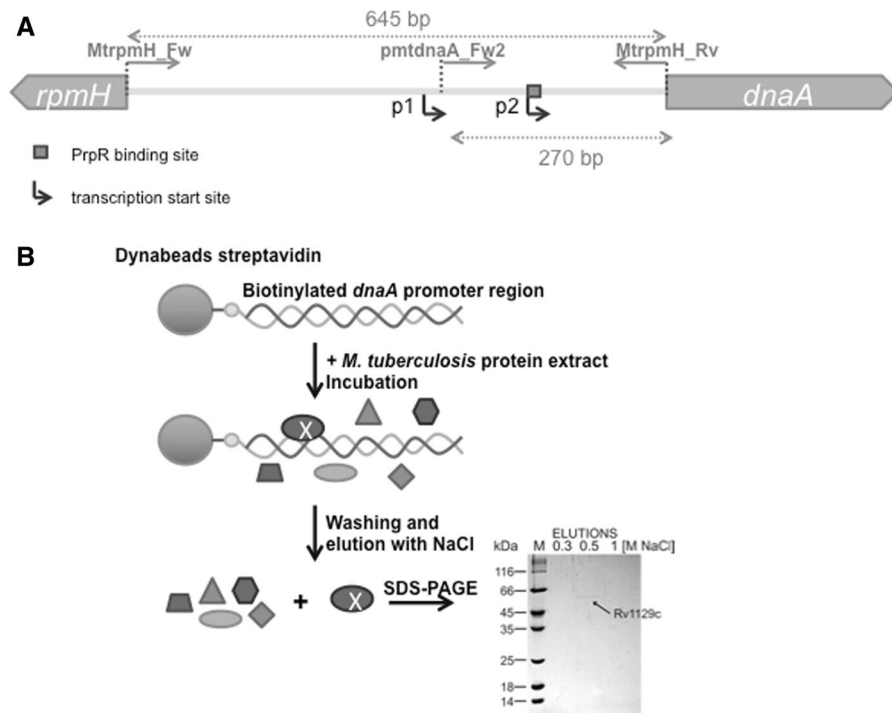 A
645 bp
MtrpmH_Fw
pmtdnaA_Fw2
MtrpmH_Rv
rpmH
dnaA
p1
p2
270 bp
PrpR binding site
transcription start site
B
Dynabeads streptavidin
Biotinylated dnaA promoter region
+ M. tuberculosis protein extract
Incubation
X
Washing and
elution with NaCl
+
X
SDS-PAGE
ELUTIONS
kDa M 0.3 0.5 1 [M NaCl]
116
66
45
35
25
18
14
Rv1129c